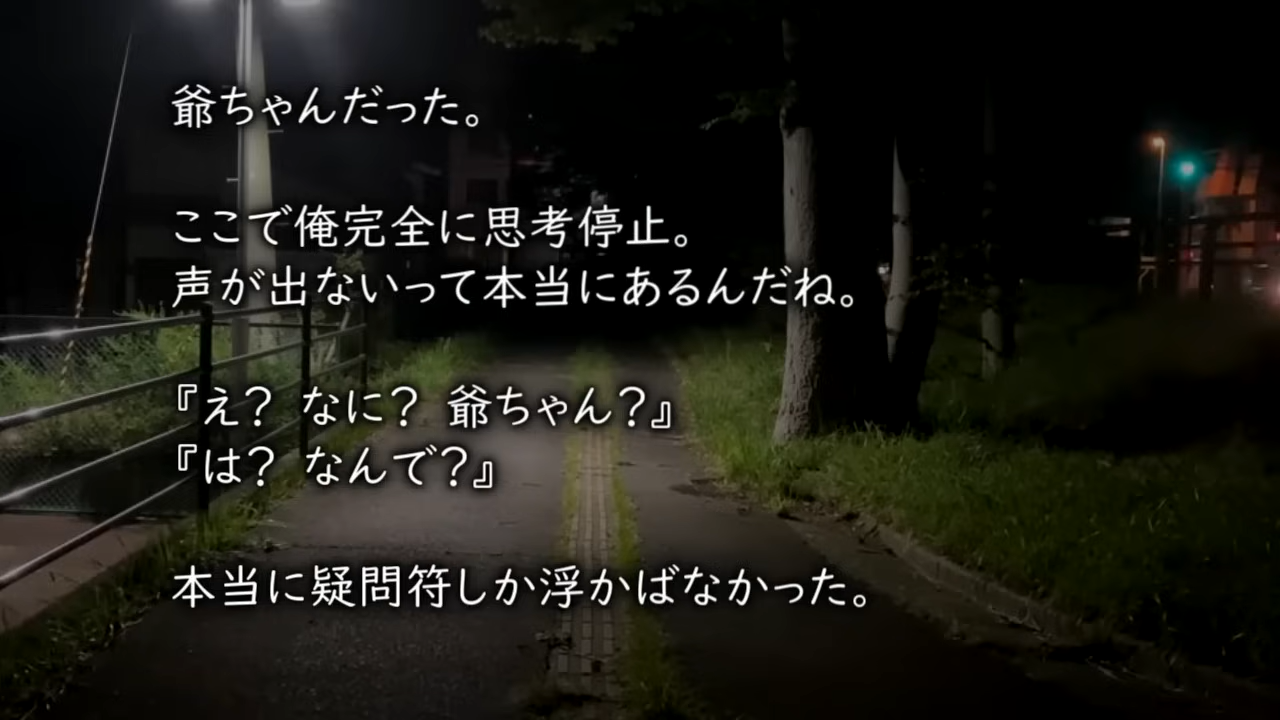 爺ちゃんだった。
ここで俺完全に思考停止。
声が出ないって本当にあるんだね。
『え？ なに？ 爺ちゃん？』
『は？ なんで？』
本当に疑問符しか浮かばなかった。